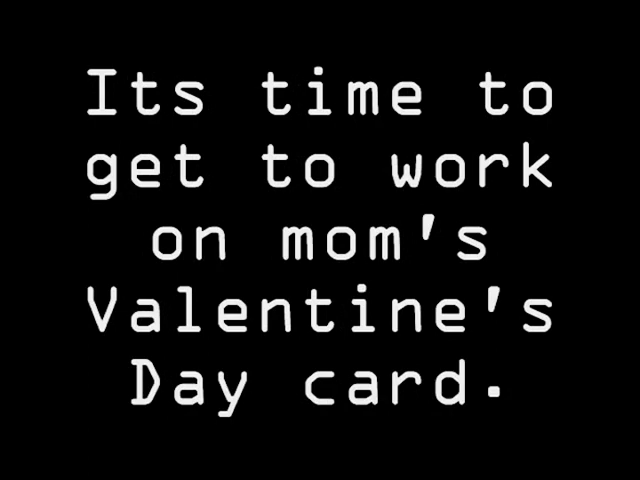 Its time to
get to work
on mom's
Valentine's
Day card.